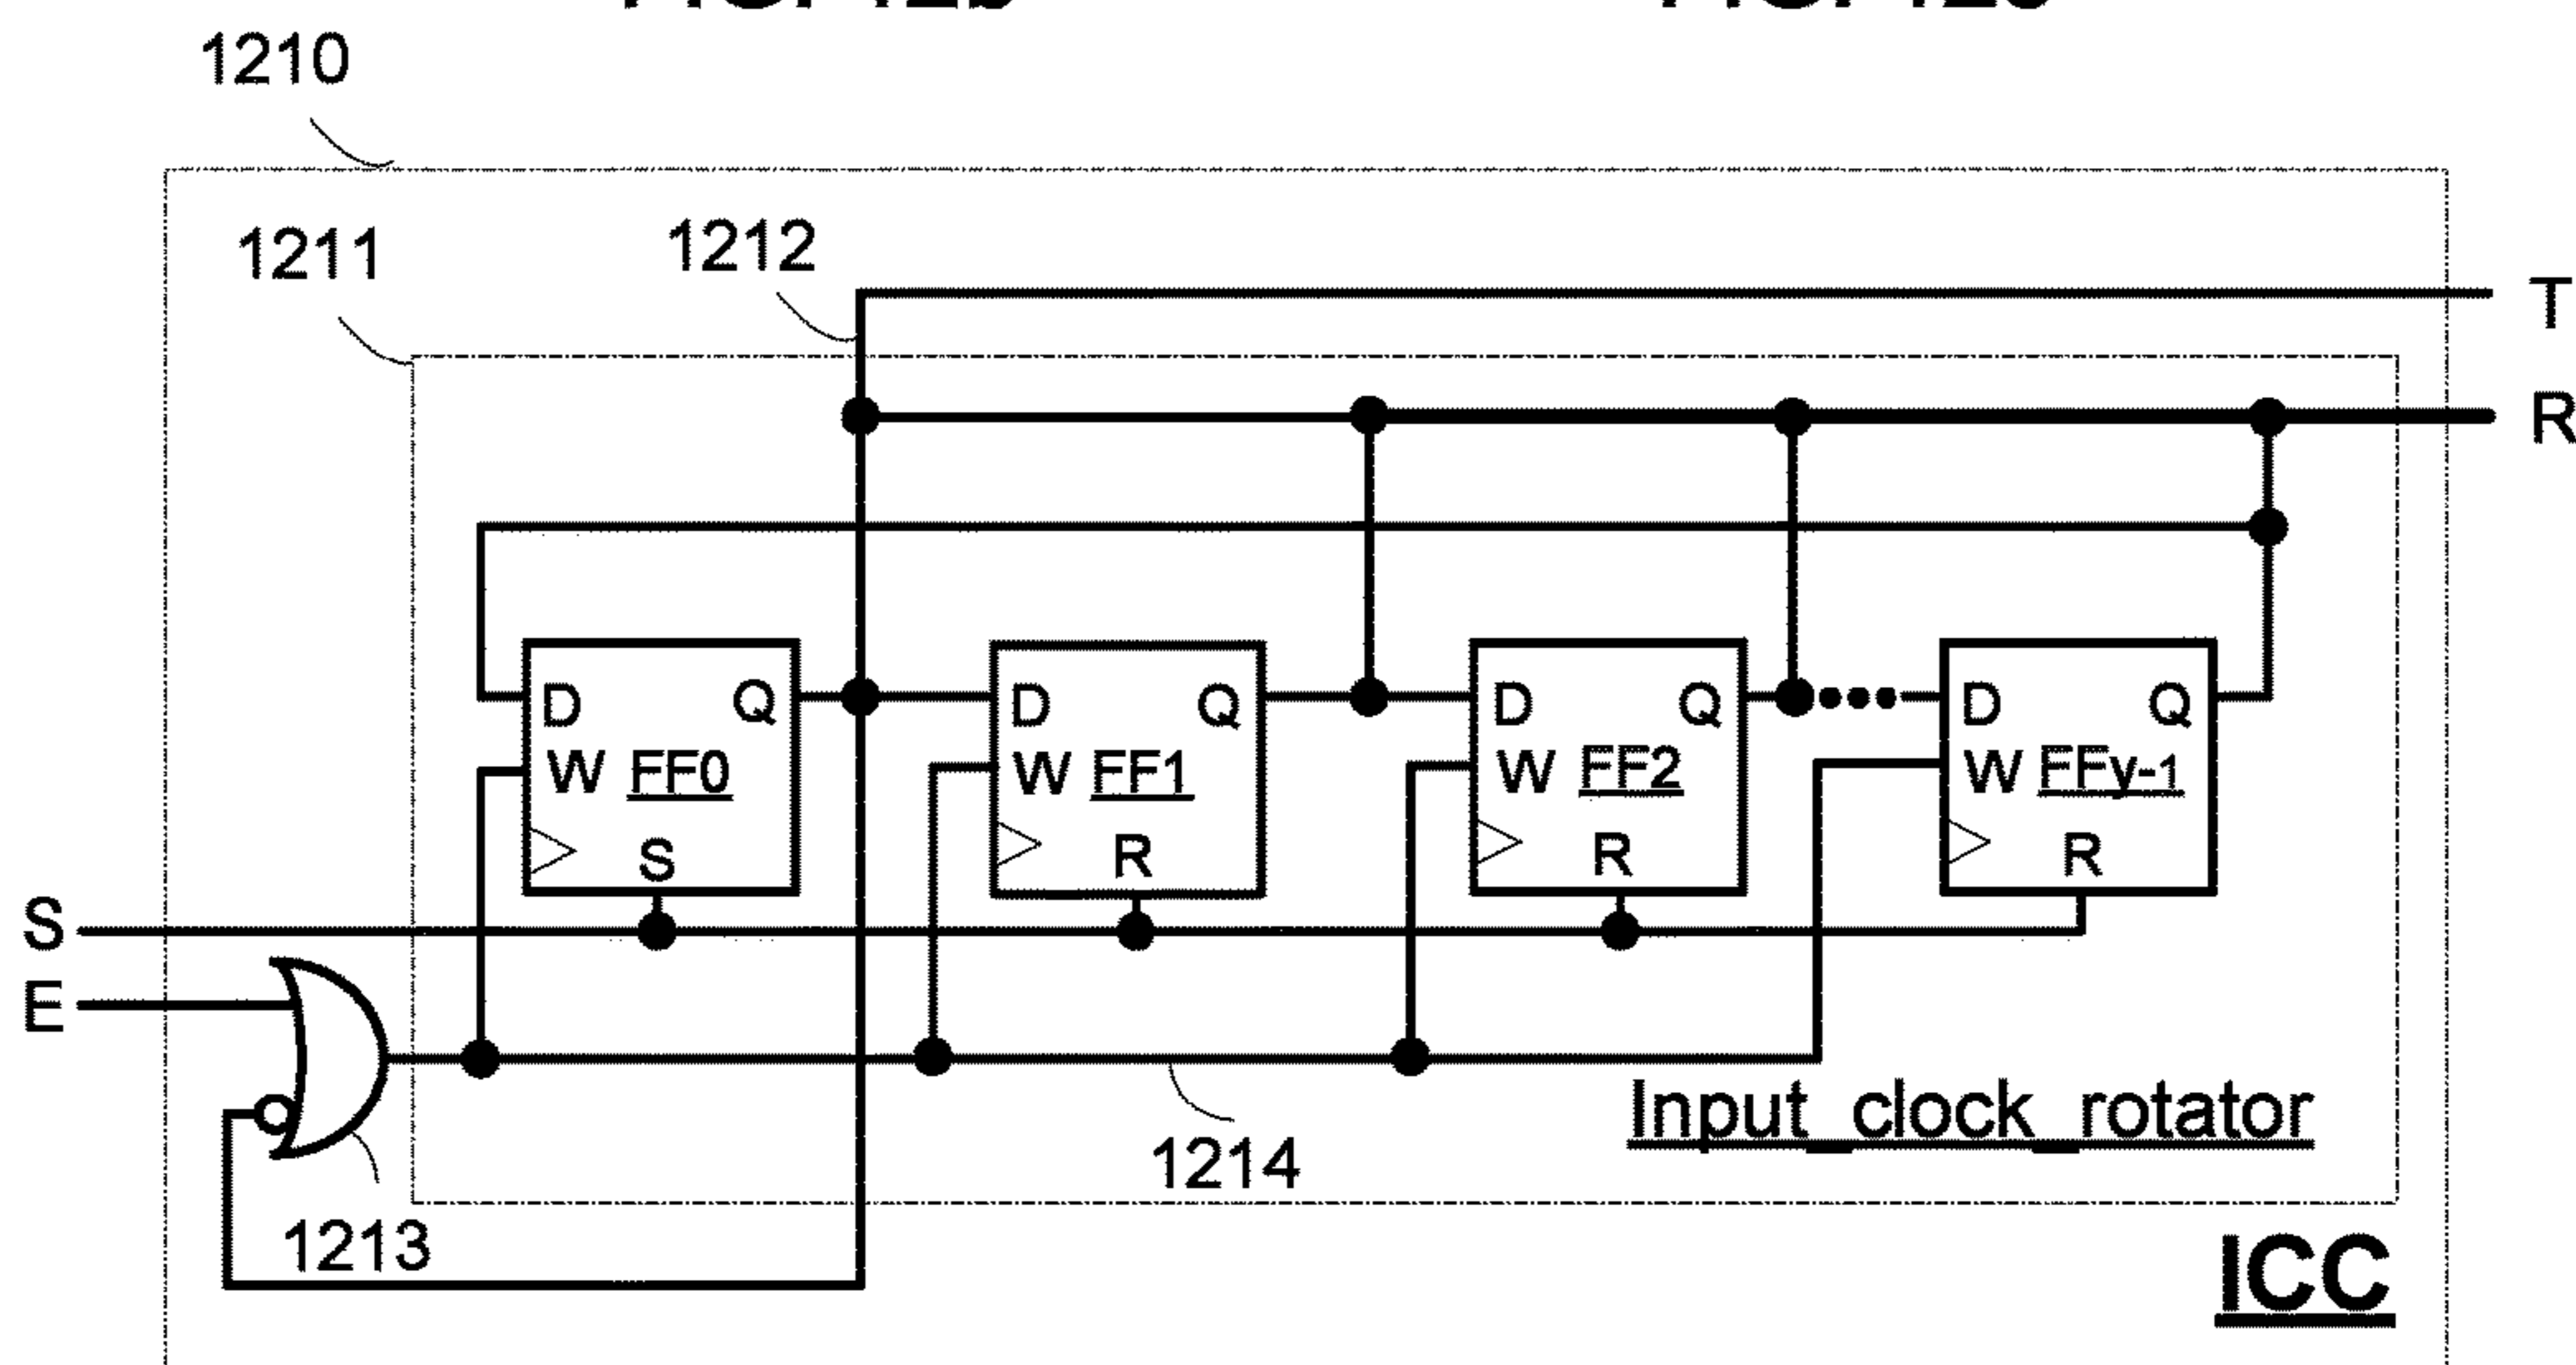 1210
1211
1212
T
R
D Q D Q D Q D Q
W FF0 W FF1 W FF2 W FFy-1
S R R R
S
E
Input_clock_rotator
1214
1213
ICC